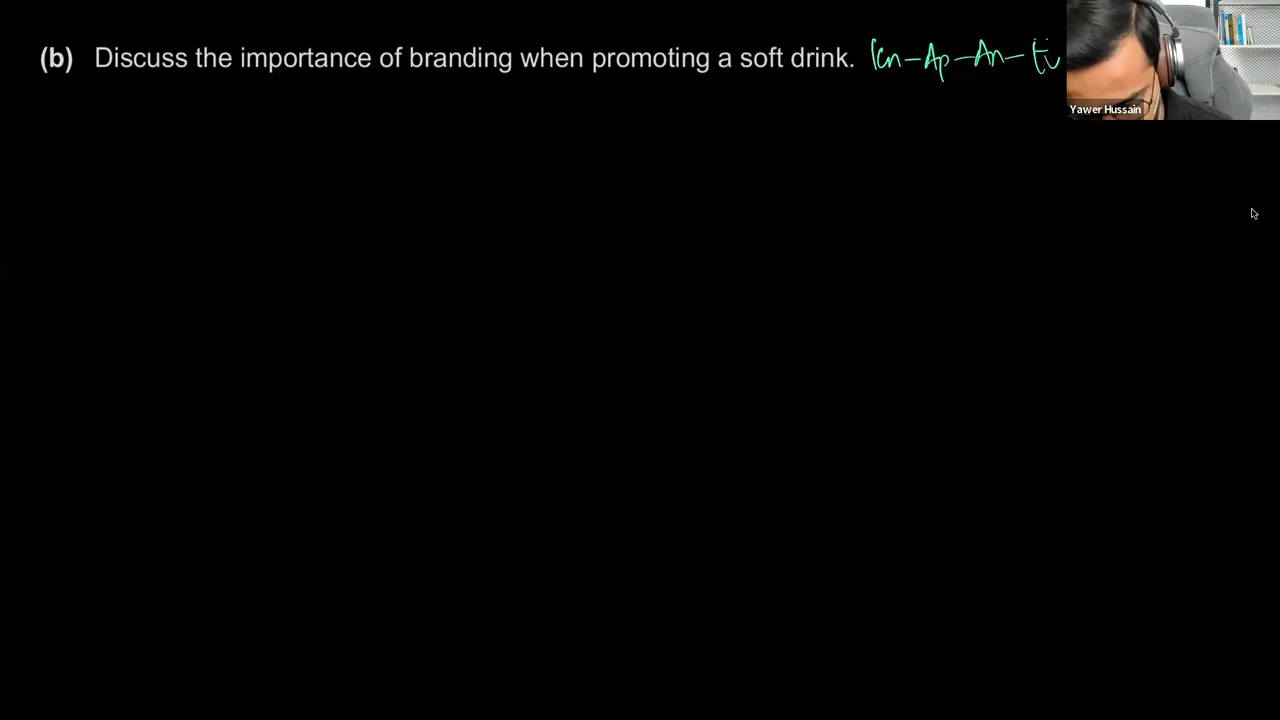 (b) Discuss the importance of branding when promoting a soft drink. Kn-Ap-An-Ev
Yawer Hussain